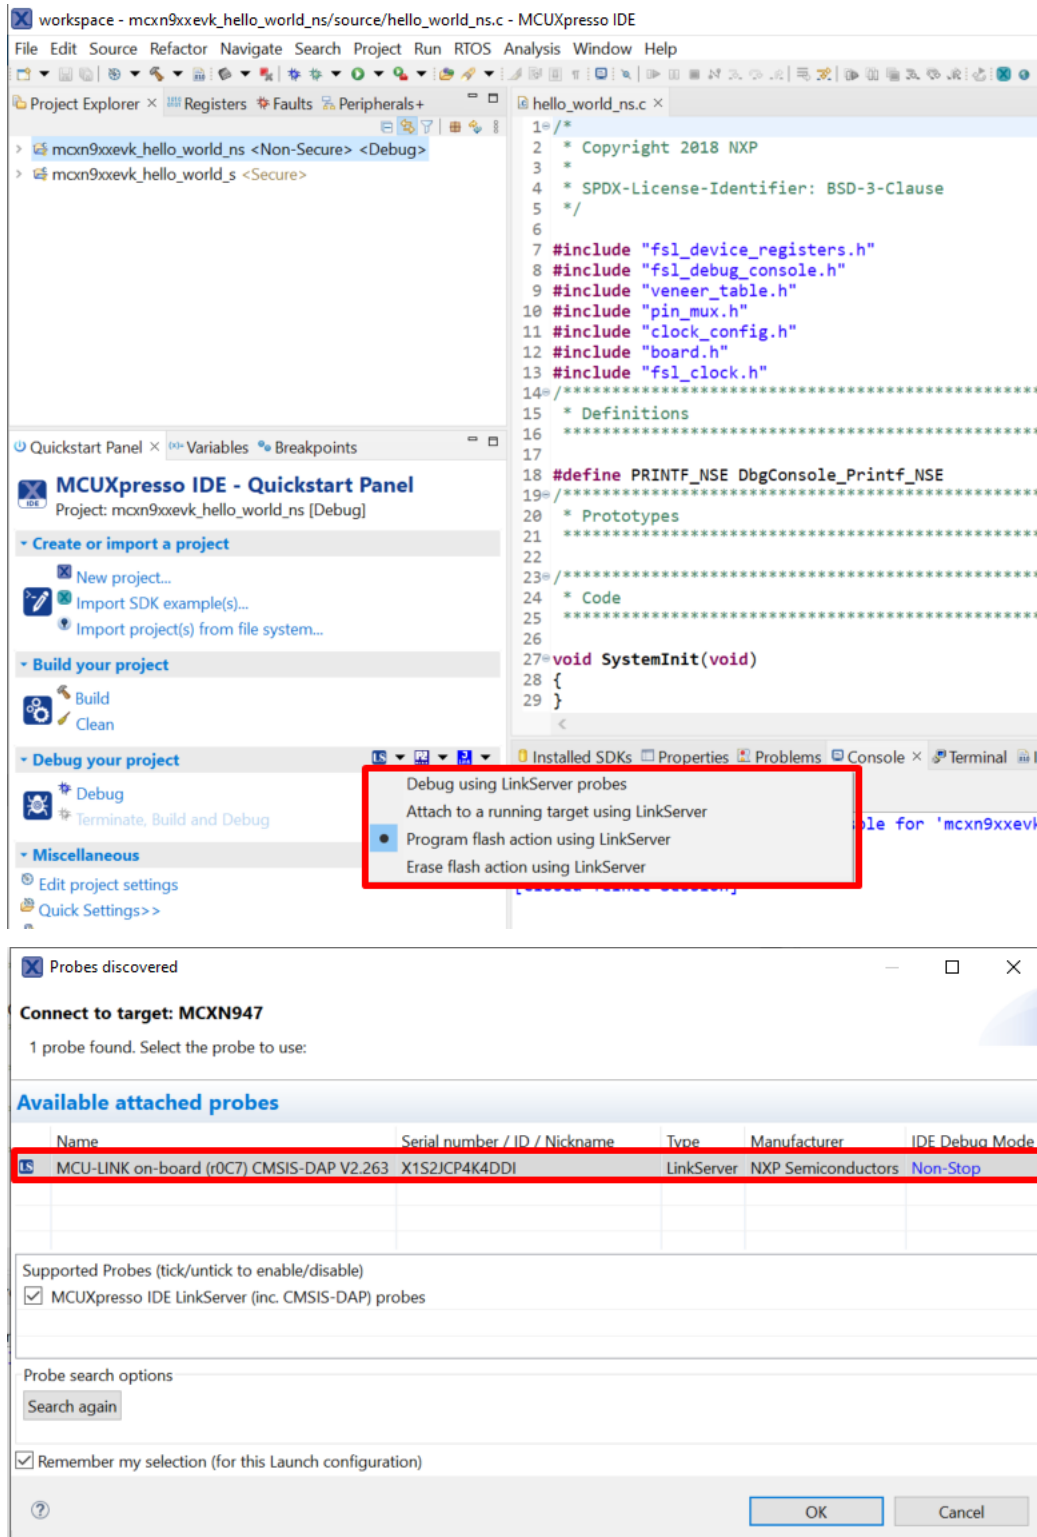 workspace - mcxn9xxevk_hello_world_ns/source/hello_world_ns.c - MCUXpresso IDE
File Edit Source Refactor Navigate Search Project Run RTOS Analysis Window Help
Project Explorer Registers Faults Peripherals+
mcxn9xxevk_hello_world_ns <Non-Secure> <Debug>
mcxn9xxevk_hello_world_s <Secure>
hello_world_ns.c
1 /*
2 * Copyright 2018 NXP
3 *
4 * SPDX-License-Identifier: BSD-3-Clause
5 */
6
7 #include "fsl_device_registers.h"
8 #include "fsl_debug_console.h"
9 #include "veneer_table.h"
10 #include "pin_mux.h"
11 #include "clock_config.h"
12 #include "board.h"
13 #include "fsl_clock.h"
14 /**************************************************
15 * Definitions
16 **************************************************
17
18 #define PRINTF_NSE DbgConsole_Printf_NSE
19 /**************************************************
20 * Prototypes
21 **************************************************
22
23 /**************************************************
24 * Code
25 **************************************************
26
27 void SystemInit(void)
28 {
29 }
Quickstart Panel Variables Breakpoints
IDE
MCUXpresso IDE - Quickstart Panel
Project: mcxn9xxevk_hello_world_ns [Debug]
Create or import a project
New project...
Import SDK example(s)...
Import project(s) from file system...
Build your project
Build
Clean
Debug your project
LS
Debug
Terminate, Build and Debug
Miscellaneous
Edit project settings
Quick Settings>>
Installed SDKs Properties Problems Console Terminal
Debug using LinkServer probes
Attach to a running target using LinkServer
Program flash action using LinkServer
Erase flash action using LinkServer
for 'mcxn9xxevk
Probes discovered
Connect to target: MCXN947
1 probe found. Select the probe to use:
Available attached probes
Name Serial number / ID / Nickname Type Manufacturer IDE Debug Mode
LS MCU-LINK on-board (r0C7) CMSIS-DAP V2.263 X1S2JCP4K4DDI LinkServer NXP Semiconductors Non-Stop
Supported Probes (tick/untick to enable/disable)
MCUXpresso IDE LinkServer (inc. CMSIS-DAP) probes
Probe search options
Search again
Remember my selection (for this Launch configuration)
?
OK Cancel